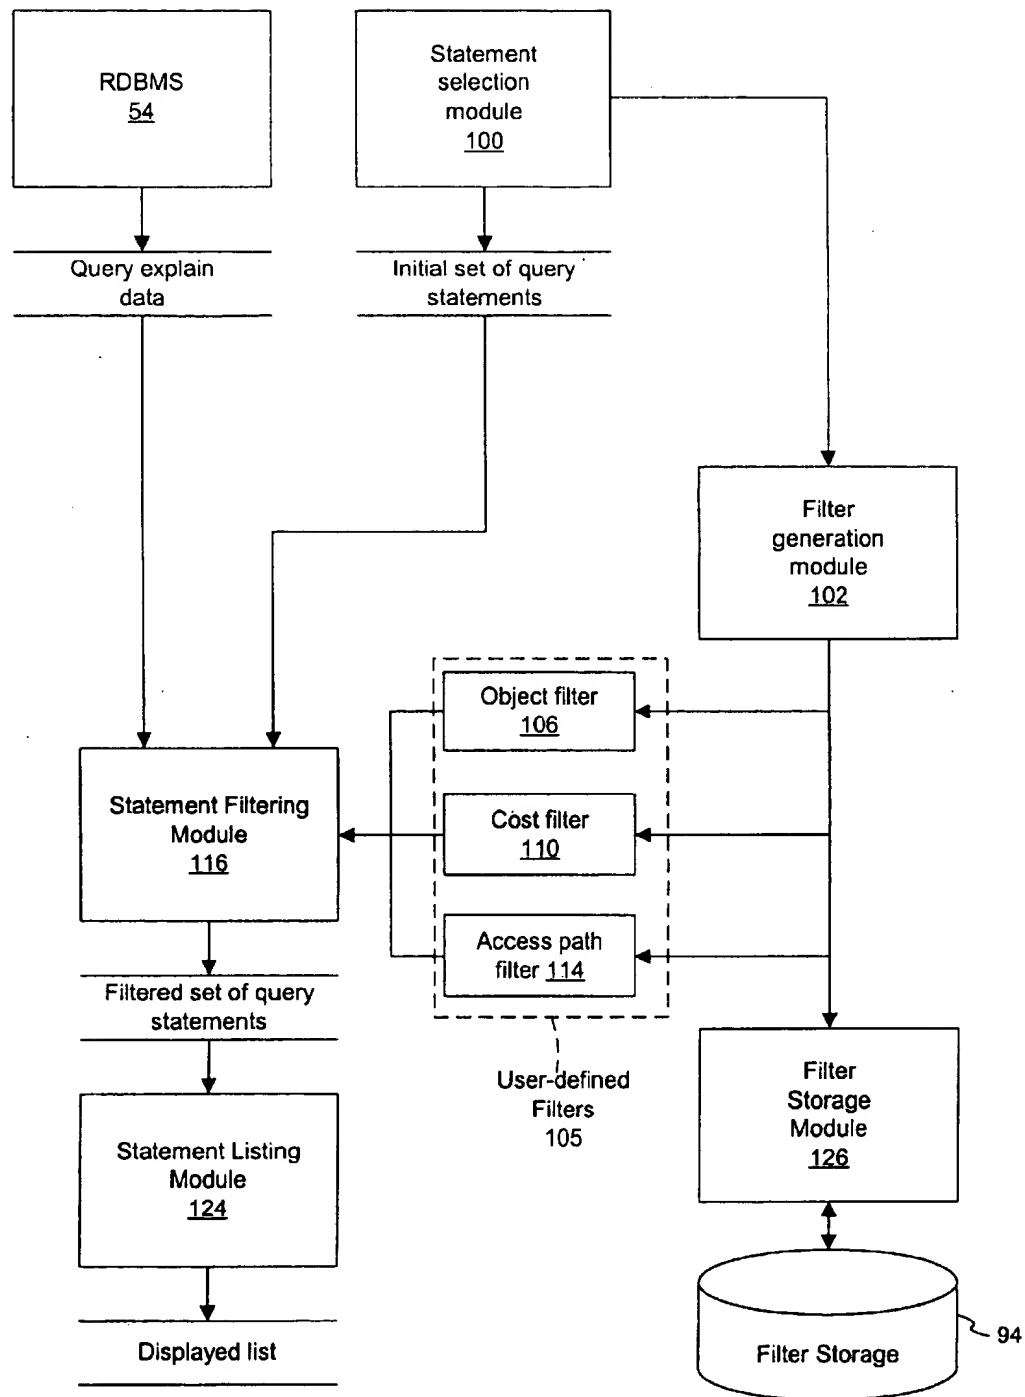 RDBMS
54
Statement
selection
module
100
Query explain
data
Initial set of query
statements
Filter
generation
module
102
Object filter
106
Cost filter
110
Access path
filter 114
Statement Filtering
Module
116
Filtered set of query
statements
User-defined
Filters
105
Filter
Storage
Module
126
Statement Listing
Module
124
Displayed list
Filter Storage
94